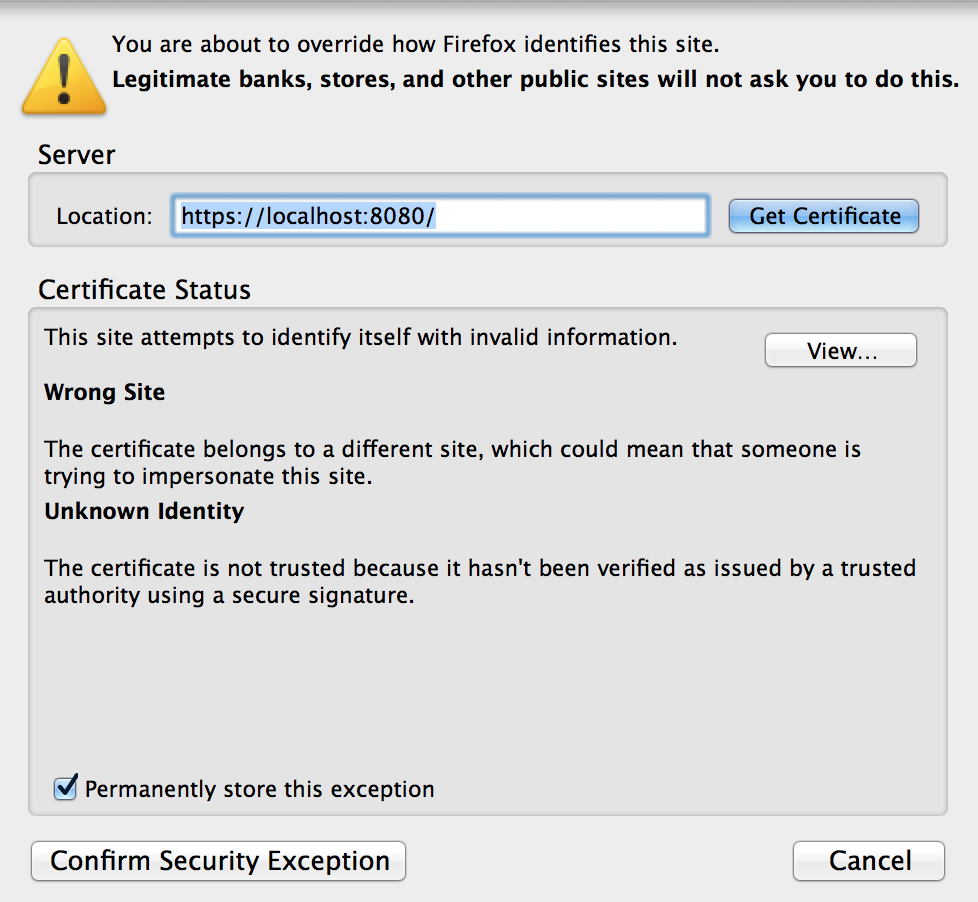 You are about to override how Firefox identifies this site.
Legitimate banks, stores, and other public sites will not ask you to do this.
Server
Location: https://localhost:8080/ Get Certificate
Certificate Status
This site attempts to identify itself with invalid information.
View...
Wrong Site
The certificate belongs to a different site, which could mean that someone is
trying to impersonate this site.
Unknown Identity
The certificate is not trusted because it hasn't been verified as issued by a trusted
authority using a secure signature.
Permanently store this exception
Confirm Security Exception Cancel